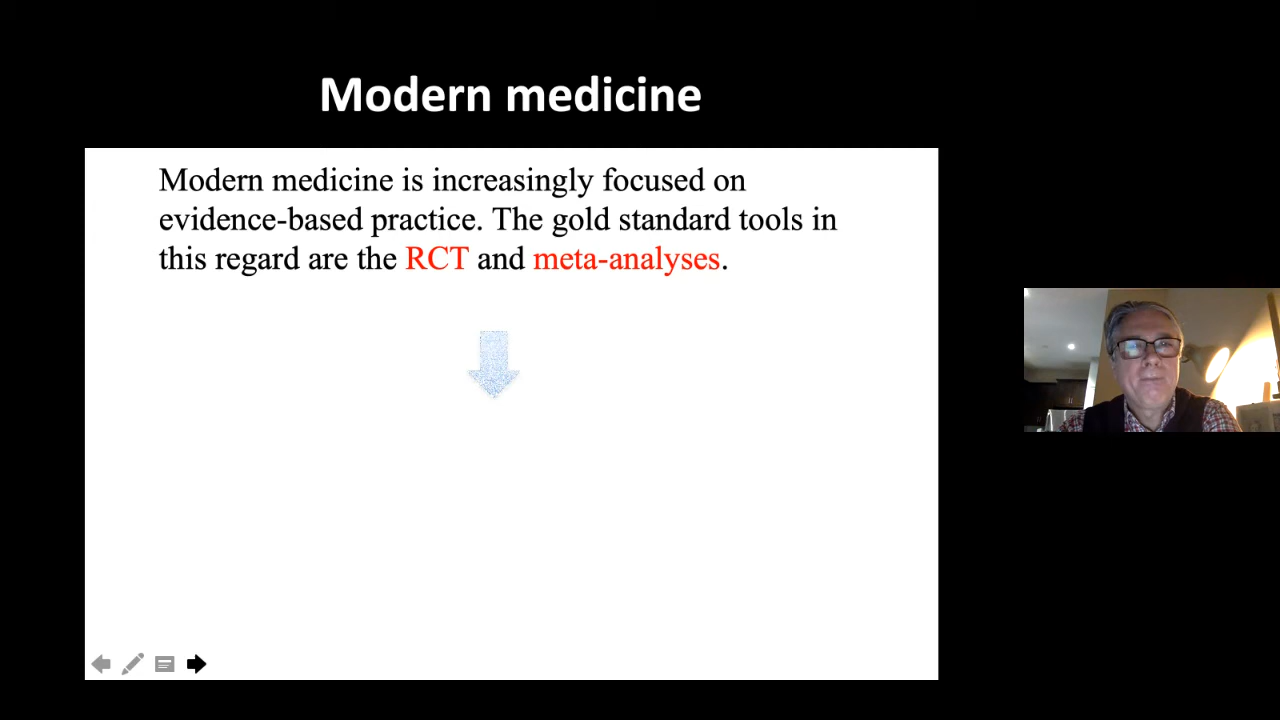 Modern medicine
Modern medicine is increasingly focused on
evidence-based practice. The gold standard tools in
this regard are the RCT and meta-analyses.